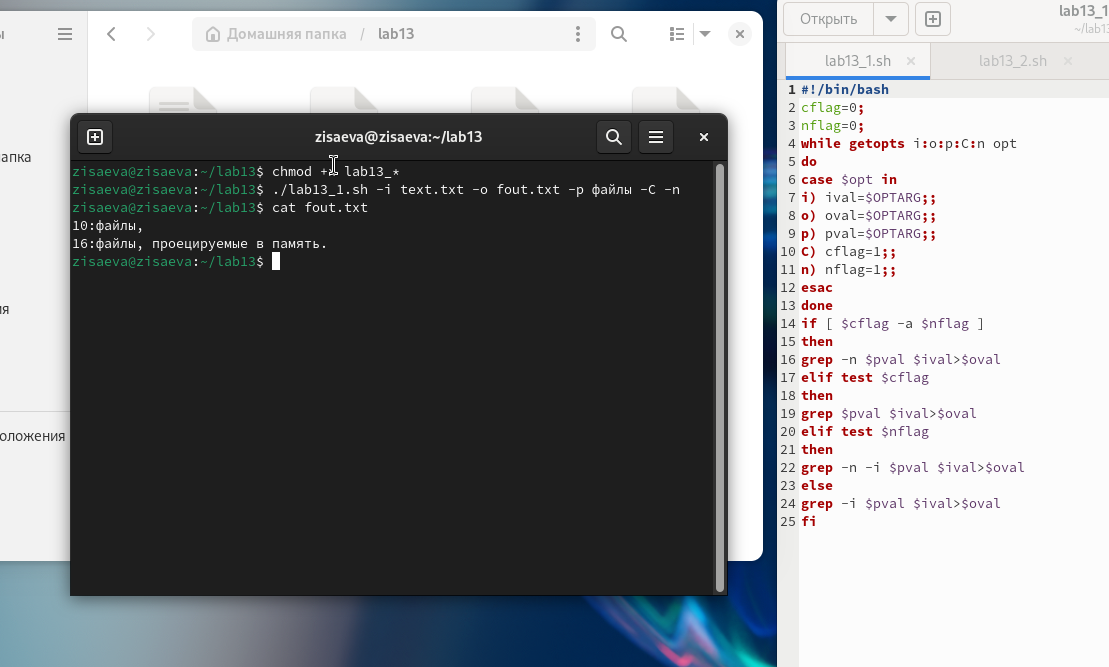 ы
Домашняя папка / lab13
апка
ия
оложения
zisaeva@zisaeva:~/lab13
zisaeva@zisaeva:~/lab13$ chmod + lab13_*
zisaeva@zisaeva:~/lab13$ ./lab13_1.sh -i text.txt -o fout.txt -p файлы -C -n
zisaeva@zisaeva:~/lab13$ cat fout.txt
10:файлы,
16:файлы, проецируемые в память.
zisaeva@zisaeva:~/lab13$
Открыть
lab13_1
~/lab13
lab13_1.sh
lab13_2.sh
1 #!/bin/bash
2 cflag=0;
3 nflag=0;
4 while getopts i:o:p:C:n opt
5 do
6 case $opt in
7 i) ival=$OPTARG;;
8 o) oval=$OPTARG;;
9 p) pval=$OPTARG;;
10 C) cflag=1;;
11 n) nflag=1;;
12 esac
13 done
14 if [ $cflag -a $nflag ]
15 then
16 grep -n $pval $ival>$oval
17 elif test $cflag
18 then
19 grep $pval $ival>$oval
20 elif test $nflag
21 then
22 grep -n -i $pval $ival>$oval
23 else
24 grep -i $pval $ival>$oval
25 fi